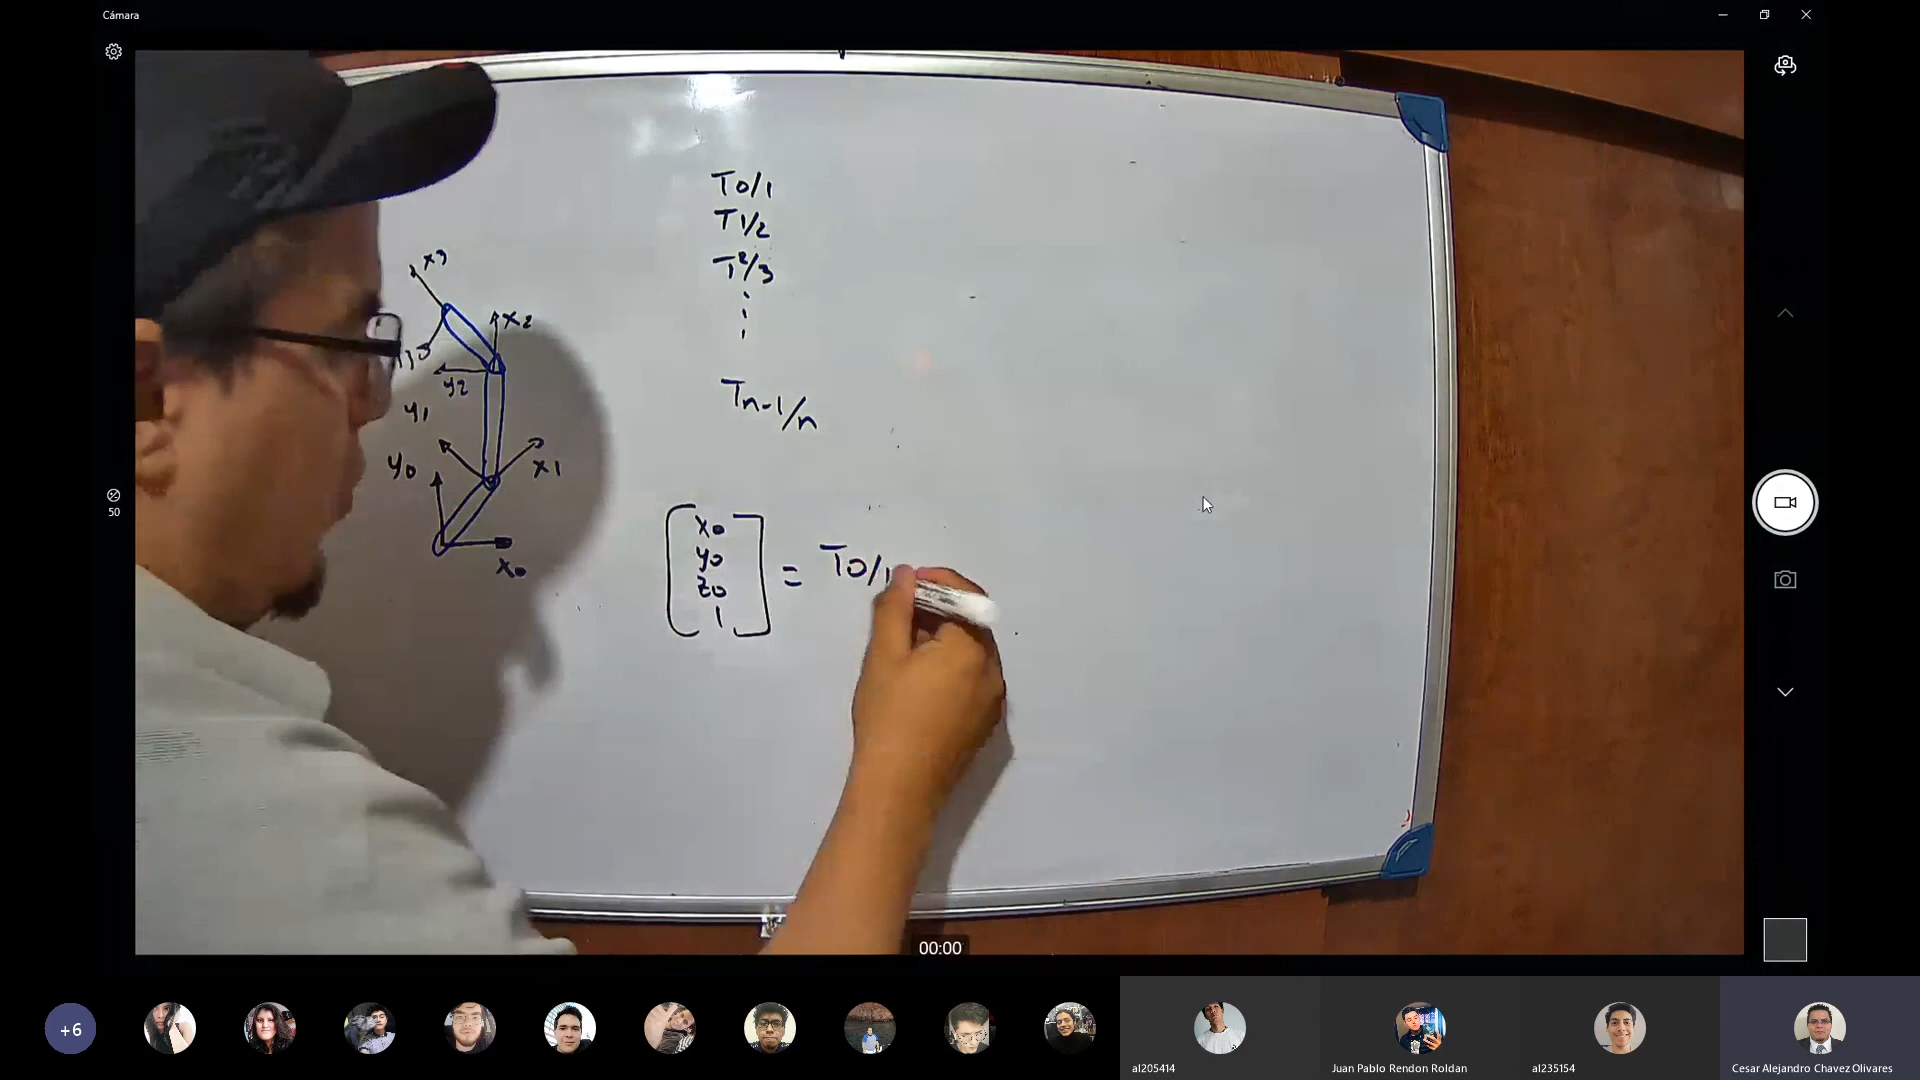 Cámara
T0/1
T1/2
T2/3
Tn-1/n
x3
x2
y2
y1
y0
x1
x0
x0
y0
z0
1
= T0/1
50
00:00
+6
al205414
Juan Pablo Rendon Roldan
al235154
Cesar Alejandro Chavez Olivares